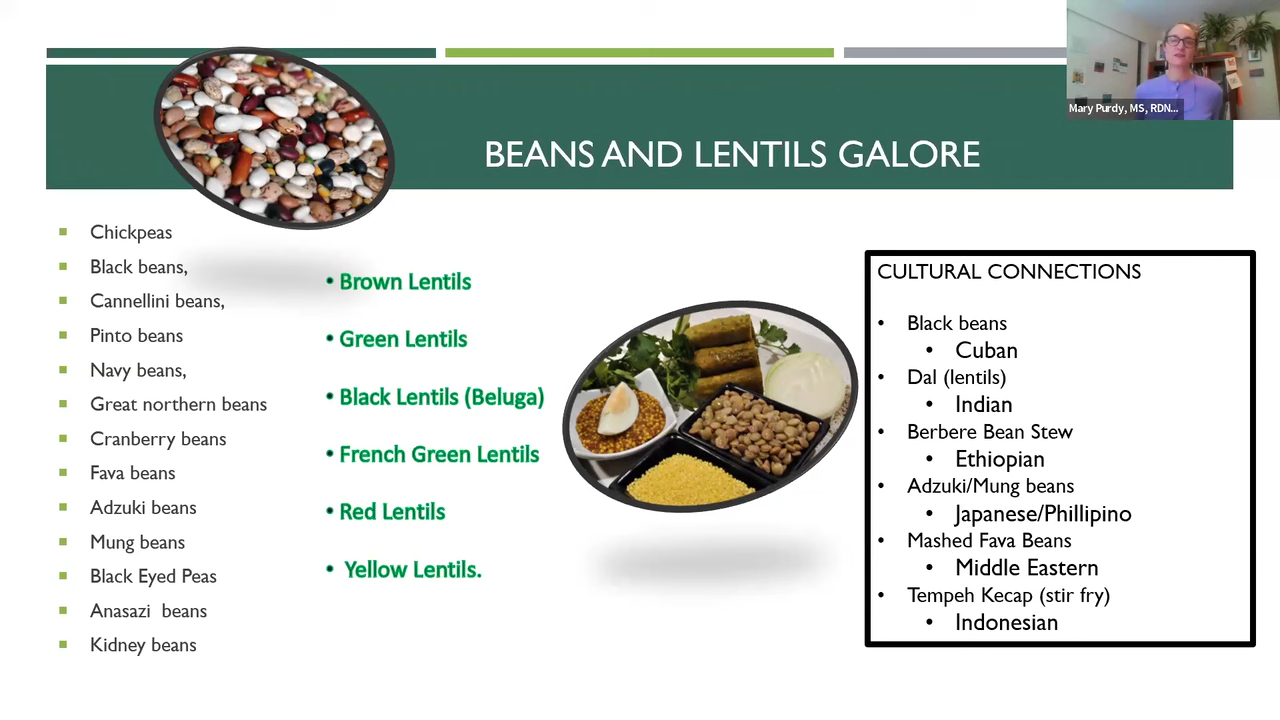 Mary Purdy, MS, RDN...
BEANS AND LENTILS GALORE
Chickpeas
Black beans,
Cannellini beans,
Pinto beans
Navy beans,
Great northern beans
Cranberry beans
Fava beans
Adzuki beans
Mung beans
Black Eyed Peas
Anasazi beans
Kidney beans
• Brown Lentils
• Green Lentils
• Black Lentils (Beluga)
• French Green Lentils
• Red Lentils
• Yellow Lentils.
CULTURAL CONNECTIONS
• Black beans
• Cuban
• Dal (lentils)
• Indian
• Berbere Bean Stew
• Ethiopian
• Adzuki/Mung beans
• Japanese/Phillipino
• Mashed Fava Beans
• Middle Eastern
• Tempeh Kecap (stir fry)
• Indonesian